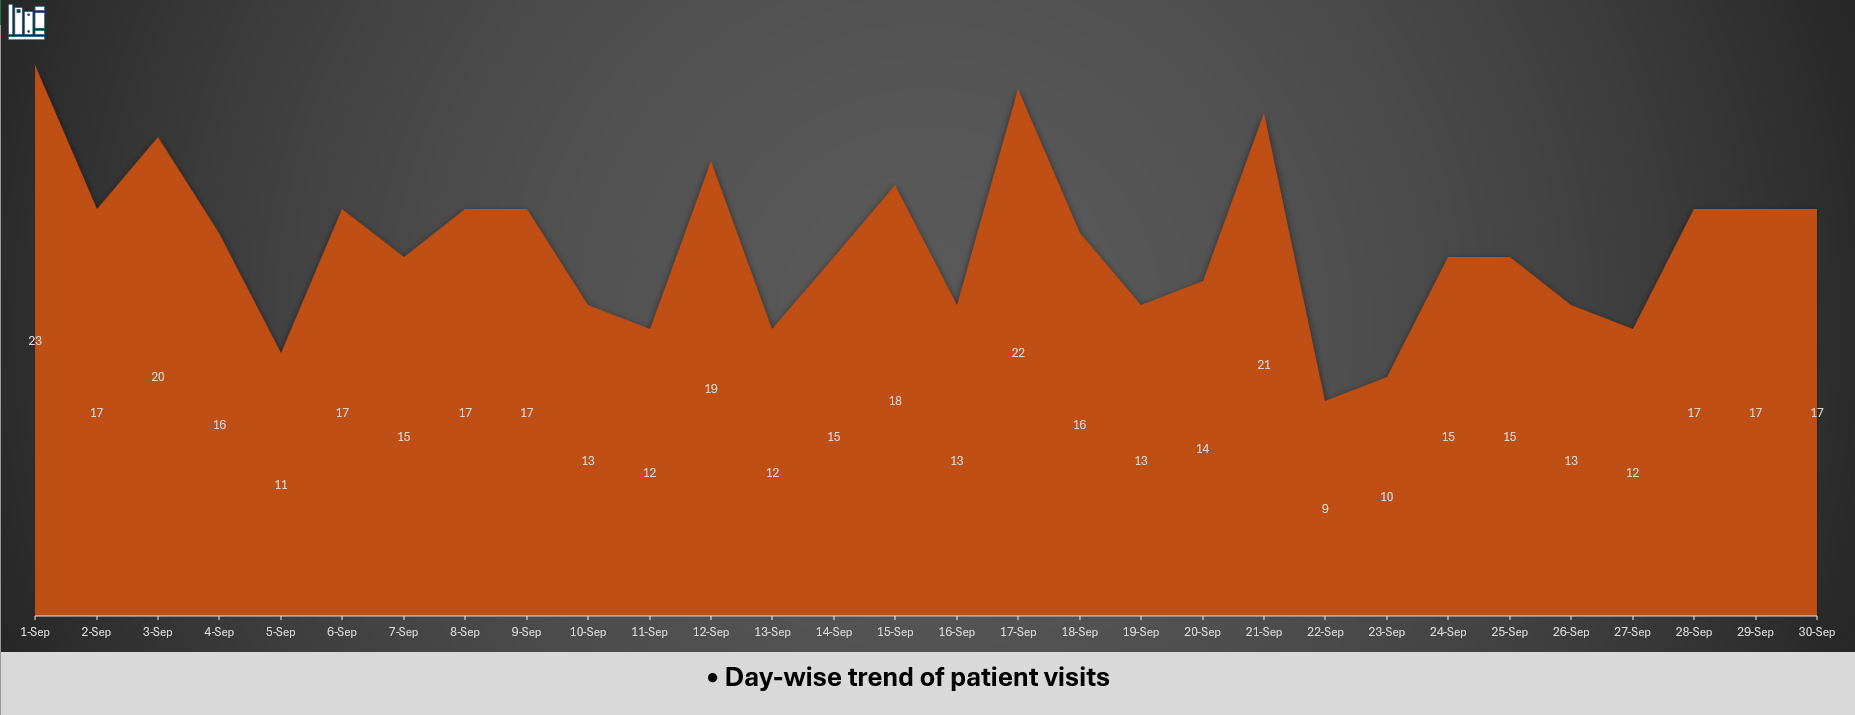 23 17 20 16 11 17 15 17 17 13 12 19 12 15 18 13 22 16 13 14 21 9 10 15 15 13 12 17 17 17
1-Sep 2-Sep 3-Sep 4-Sep 5-Sep 6-Sep 7-Sep 8-Sep 9-Sep 10-Sep 11-Sep 12-Sep 13-Sep 14-Sep 15-Sep 16-Sep 17-Sep 18-Sep 19-Sep 20-Sep 21-Sep 22-Sep 23-Sep 24-Sep 25-Sep 26-Sep 27-Sep 28-Sep 29-Sep 30-Sep
• Day-wise trend of patient visits